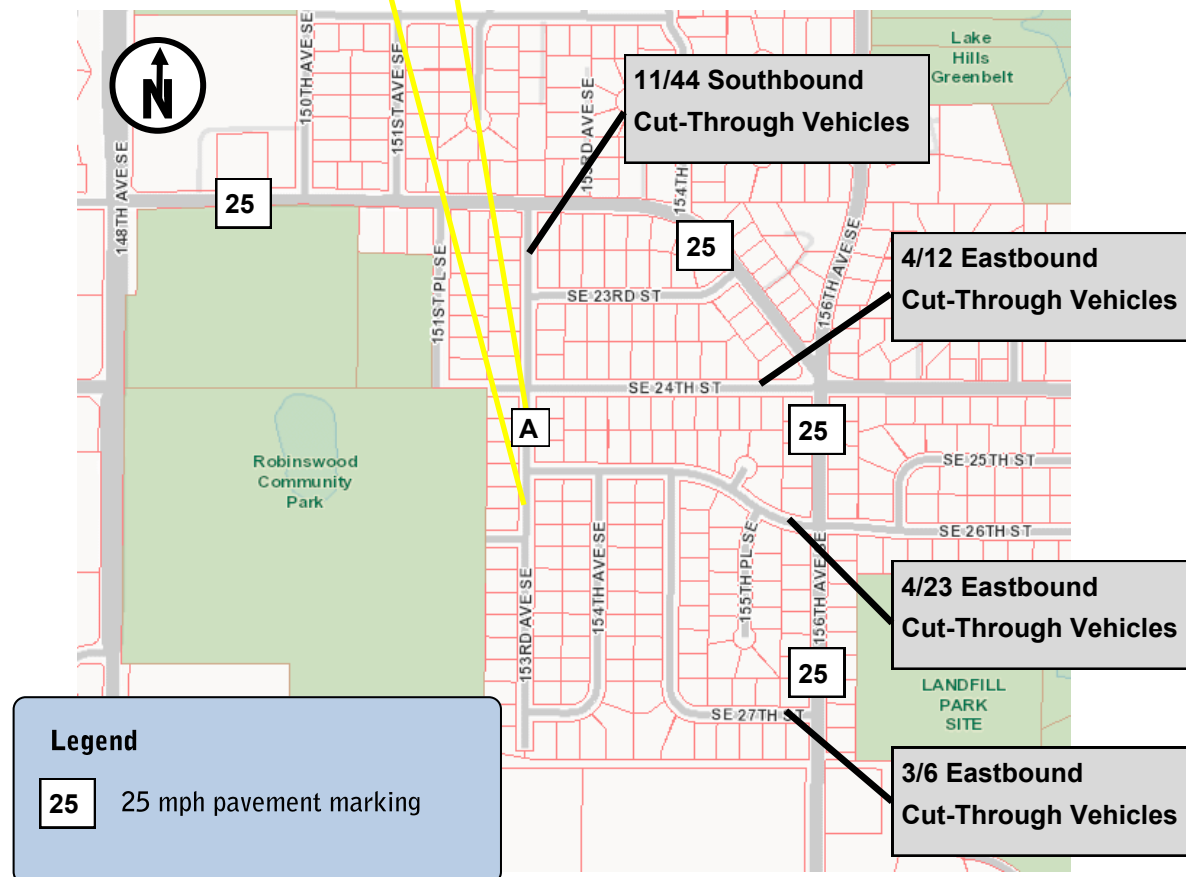 N
148TH AVE SE
150TH AVE SE
151ST AVE SE
153RD AVE SE
154TH
Lake
Hills
Greenbelt
11/44 Southbound
Cut-Through Vehicles
25
25
151ST PL SE
156TH AVE SE
4/12 Eastbound
Cut-Through Vehicles
SE 23RD ST
SE 24TH ST
A
25
Robinswood
Community
Park
SE 25TH ST
SE 26TH ST
153RD AVE SE
154TH AVE SE
155TH PL SE
156TH AVE SE
4/23 Eastbound
Cut-Through Vehicles
25
LANDFILL
PARK
SITE
SE 27TH ST
3/6 Eastbound
Cut-Through Vehicles
Legend
25 25 mph pavement marking